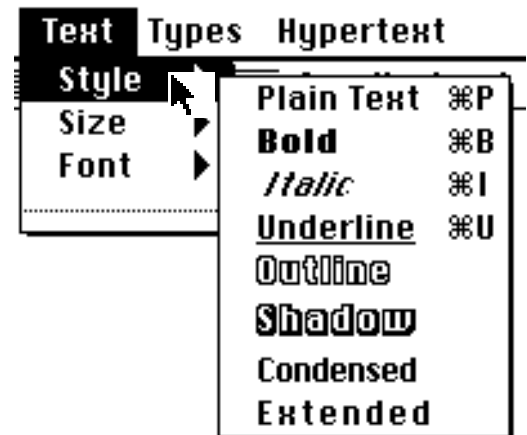 Text Types Hypertext
Style
Size
Font
Plain Text ⌘P
Bold ⌘B
Italic ⌘I
Underline ⌘U
Outline
Shadow
Condensed
Extended